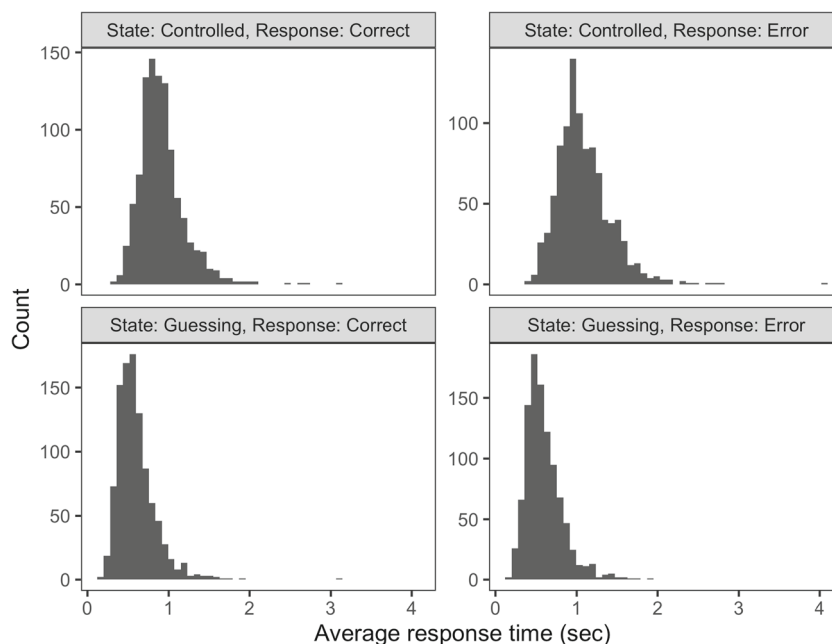 State: Controlled, Response: Correct
State: Controlled, Response: Error
150
100
50
0
100
50
0
Count
State: Guessing, Response: Correct
State: Guessing, Response: Error
150
100
50
0
150
100
50
0
0 1 2 3 4
0 1 2 3 4
Average response time (sec)